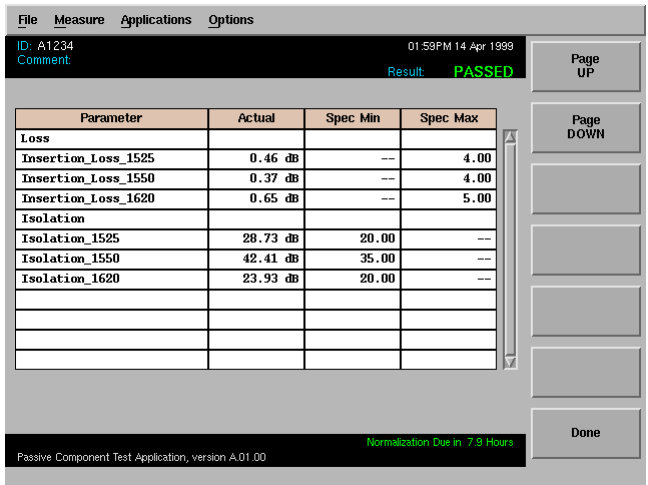 File Measure Applications Options
ID: A1234 01:59PM 14 Apr 1999
Comment:
Result: PASSED
Page
UP
Page
DOWN
Parameter Actual Spec Min Spec Max
Loss
Insertion_Loss_1525 0.46 dB -- 4.00
Insertion_Loss_1550 0.37 dB -- 4.00
Insertion_Loss_1620 0.65 dB -- 5.00
Isolation
Isolation_1525 28.73 dB 20.00 --
Isolation_1550 42.41 dB 35.00 --
Isolation_1620 23.93 dB 20.00 --
Done
Normalization Due in 7.9 Hours
Passive Component Test Application, version A.01.00